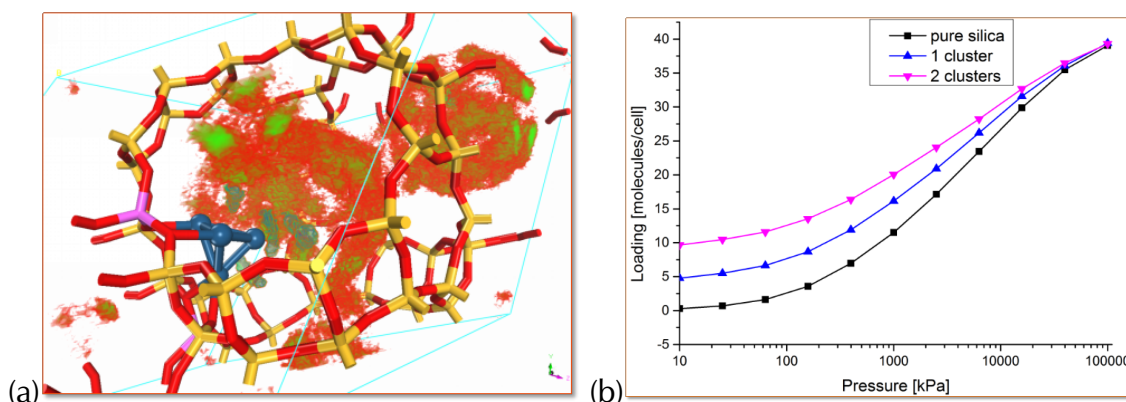 (a)
(b)
pure silica
1 cluster
2 clusters
Loading [molecules/cell]
40
35
30
25
20
15
10
5
0
-5
10 100 1000 10000 100000
Pressure [kPa]